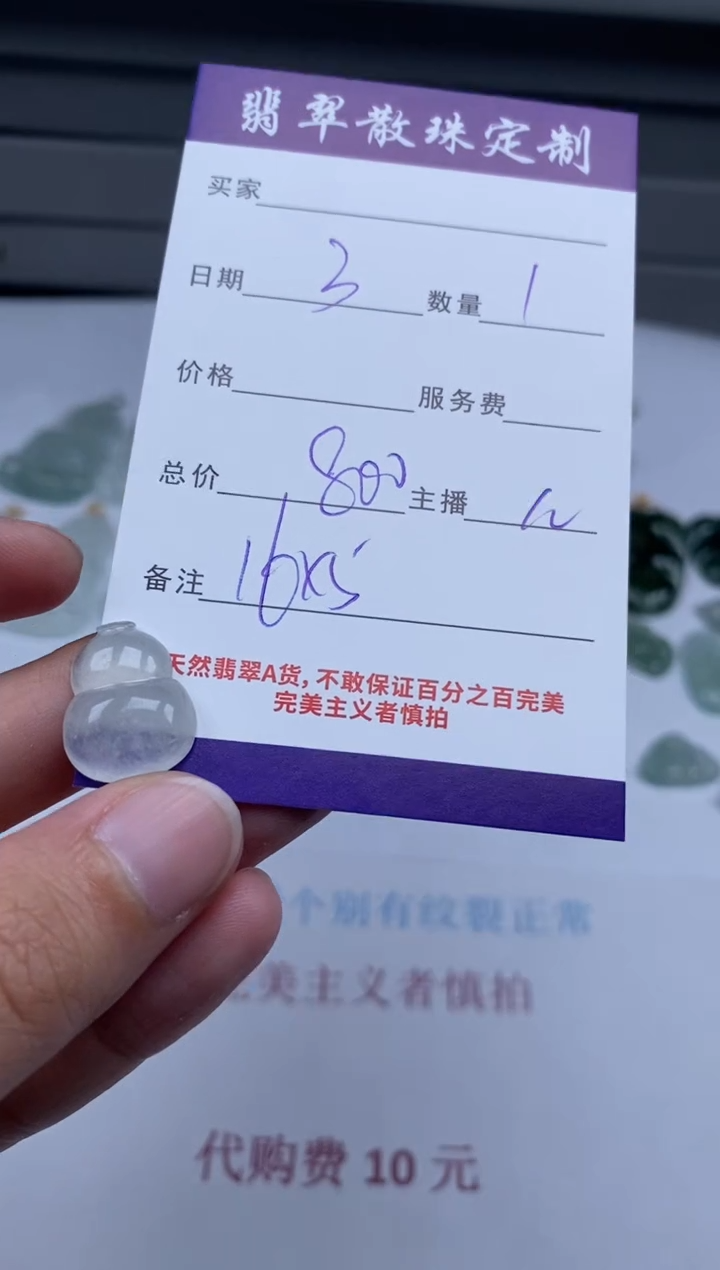 翡翠散珠定制
买家
日期 3 数量 1
价格 服务费
总价 800 主播
备注 16x5
天然翡翠A货，不敢保证百分之百完美
完美主义者慎拍
个别有纹裂正常
美主义者慎拍
代购费 10 元